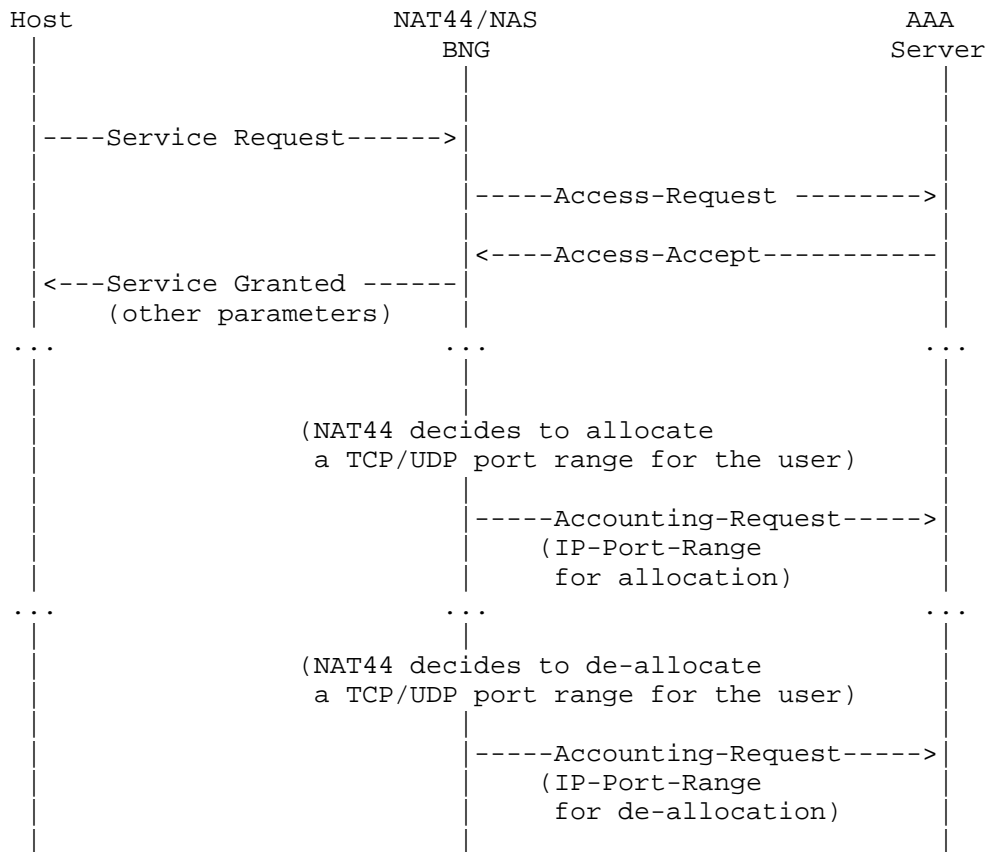 Host NAT44/NAS AAA
BNG Server
----Service Request------>
-----Access-Request -------->
<----Access-Accept-----------
<---Service Granted ------
(other parameters)
... ... ...
(NAT44 decides to allocate
a TCP/UDP port range for the user)
-----Accounting-Request----->
(IP-Port-Range
for allocation)
... ... ...
(NAT44 decides to de-allocate
a TCP/UDP port range for the user)
-----Accounting-Request----->
(IP-Port-Range
for de-allocation)